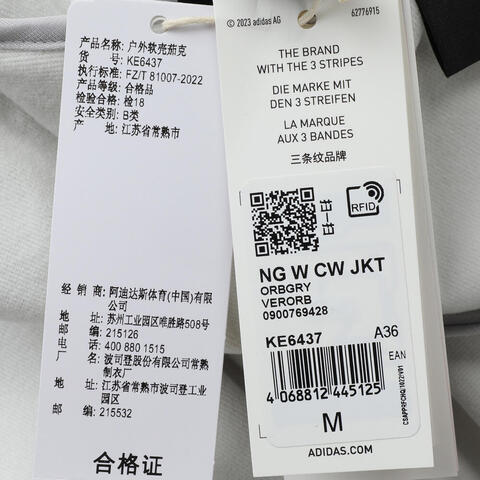 产品名称: 户外软壳茄克
货 号: KE6437
执行标准: FZ/T 81007-2022
产品等级: 合格品
检验合格: 检18
安全类别: B类
产 地: 江苏省常熟市
经 销 商: 阿迪达斯体育(中国)有限公司
地 址: 苏州工业园区唯胜路508号
邮 编: 215126
电 话: 400 880 1515
厂 名: 波司登股份有限公司常熟制衣厂
厂 址: 江苏省常熟市波司登工业园区
邮 编: 215532
合格证
© 2023 adidas AG
62776915
THE BRAND
WITH THE 3 STRIPES
DIE MARKE MIT
DEN 3 STREIFEN
LA MARQUE
AUX 3 BANDES
三条纹品牌
RFID
NG W CW JKT
ORBGRY
VERORB
0900769428
KE6437 A36
EAN
4 068812 445125
M
ADIDAS.COM